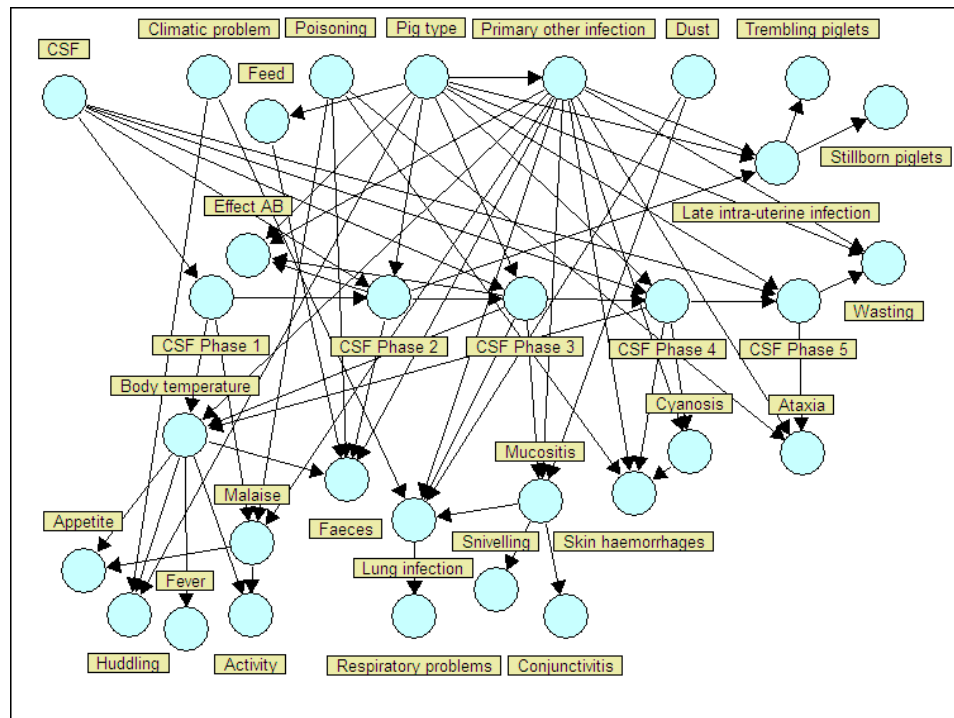 Climatic problem
Poisoning
Pig type
Primary other infection
Dust
Trembling piglets
CSF
Feed
Stillborn piglets
Effect AB
Late intra-uterine infection
Wasting
CSF Phase 1
CSF Phase 2
CSF Phase 3
CSF Phase 4
CSF Phase 5
Body temperature
Cyanosis
Ataxia
Mucositis
Malaise
Appetite
Faeces
Snivelling
Skin haemorrhages
Lung infection
Fever
Huddling
Activity
Respiratory problems
Conjunctivitis